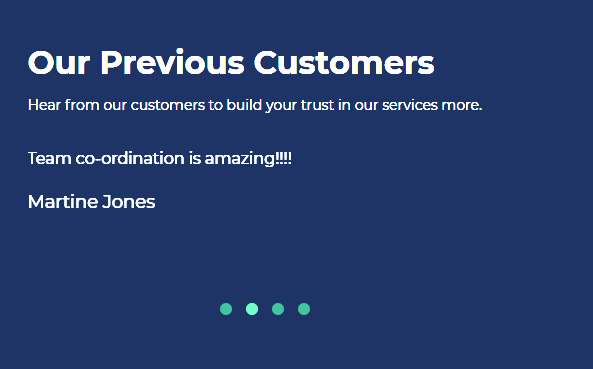 Our Previous Customers
Hear from our customers to build your trust in our services more.
Team co-ordination is amazing!!!!
Martine Jones